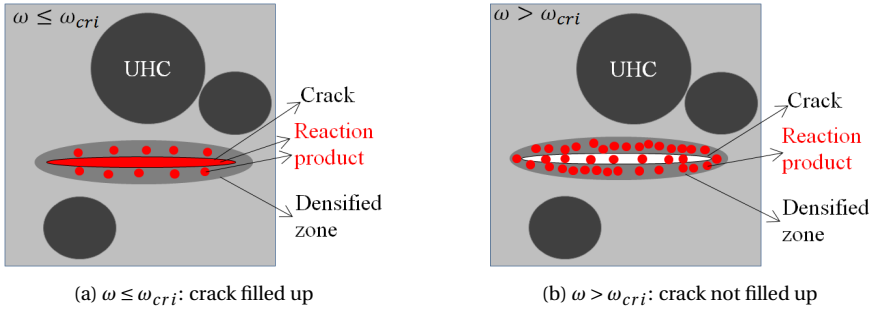 ω ≤ ω_cri
UHC
Crack
Reaction
product
Densified
zone
(a) ω ≤ ω_cri: crack filled up
ω > ω_cri
UHC
Crack
Reaction
product
Densified
zone
(b) ω > ω_cri: crack not filled up